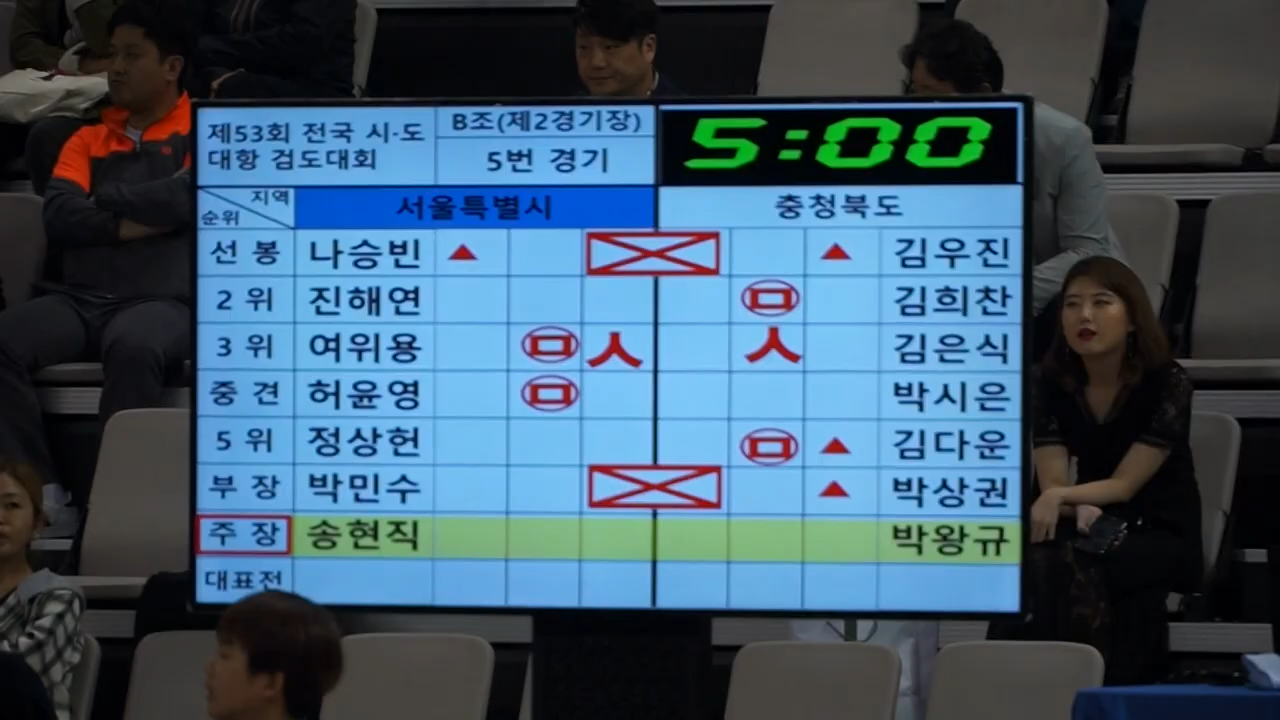 제53회 전국 시·도
대항 검도대회
B조(제2경기장)
5번 경기
5:00
지역
순위
서울특별시 충청북도
선봉 나승빈 ▲ ▲ 김우진
2위 진해연 ㅁ 김희찬
3위 여위용 ㅁ ㅅ ㅅ 김은식
중견 허윤영 ㅁ 박시은
5위 정상헌 ㅁ ▲ 김다운
부장 박민수 ▲ 박상권
주장 송현직 박왕규
대표전